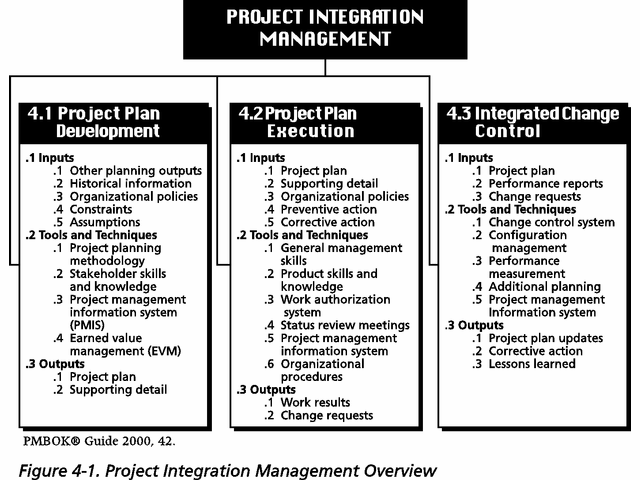 PROJECT INTEGRATION
MANAGEMENT
4.1 Project Plan
Development
.1 Inputs
.1 Other planning outputs
.2 Historical information
.3 Organizational policies
.4 Constraints
.5 Assumptions
.2 Tools and Techniques
.1 Project planning
methodology
.2 Stakeholder skills
and knowledge
.3 Project management
information system
(PMIS)
.4 Earned value
management (EVM)
.3 Outputs
.1 Project plan
.2 Supporting detail
4.2 Project Plan
Execution
.1 Inputs
.1 Project plan
.2 Supporting detail
.3 Organizational policies
.4 Preventive action
.5 Corrective action
.2 Tools and Techniques
.1 General management
skills
.2 Product skills and
knowledge
.3 Work authorization
system
.4 Status review meetings
.5 Project management
information system
.6 Organizational
procedures
.3 Outputs
.1 Work results
.2 Change requests
4.3 Integrated Change
Control
.1 Inputs
.1 Project plan
.2 Performance reports
.3 Change requests
.2 Tools and Techniques
.1 Change control system
.2 Configuration
management
.3 Performance
measurement
.4 Additional planning
.5 Project management
Information system
.3 Outputs
.1 Project plan updates
.2 Corrective action
.3 Lessons learned
PMBOK® Guide 2000, 42.
Figure 4-1. Project Integration Management Overview